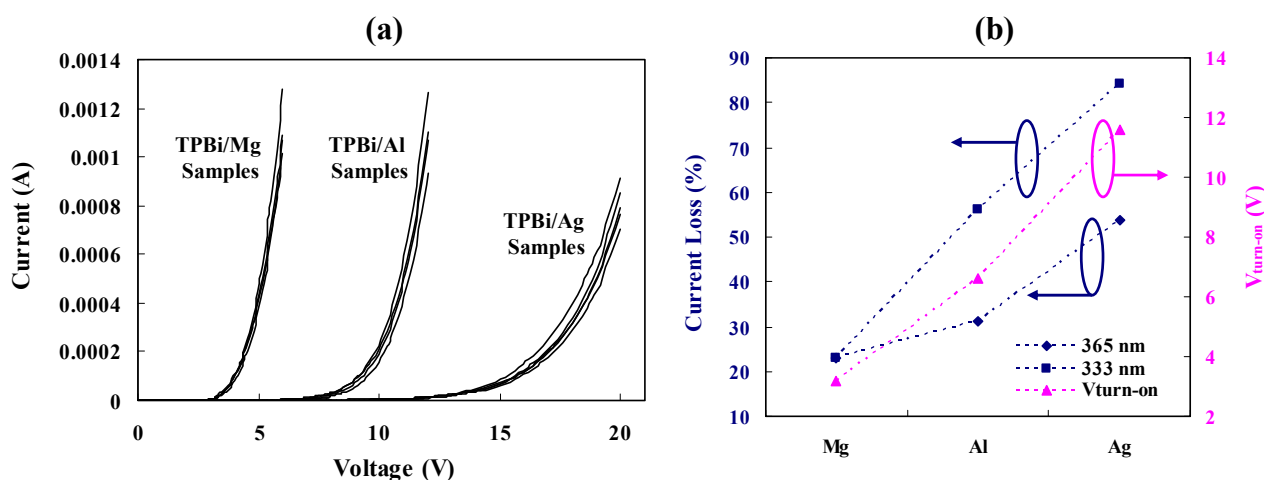 (a)
0.0014
0.0012
0.001
0.0008
0.0006
0.0004
0.0002
0
Current (A)
TPBi/Mg
Samples
TPBi/Al
Samples
TPBi/Ag
Samples
0 5 10 15 20
Voltage (V)
(b)
90
80
70
60
50
40
30
20
10
Current Loss (%)
14
12
10
8
6
4
2
Vturn-on (V)
365 nm
333 nm
Vturn-on
Mg Al Ag